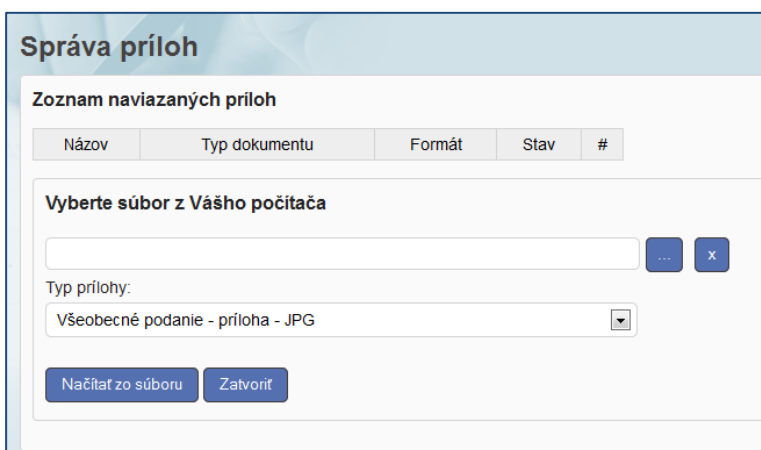 Správa príloh
Zoznam naviazaných príloh
Názov Typ dokumentu Formát Stav #
Vyberte súbor z Vášho počítača
... x
Typ prílohy:
Všeobecné podanie - príloha - JPG
Načítať zo súboru Zatvoriť